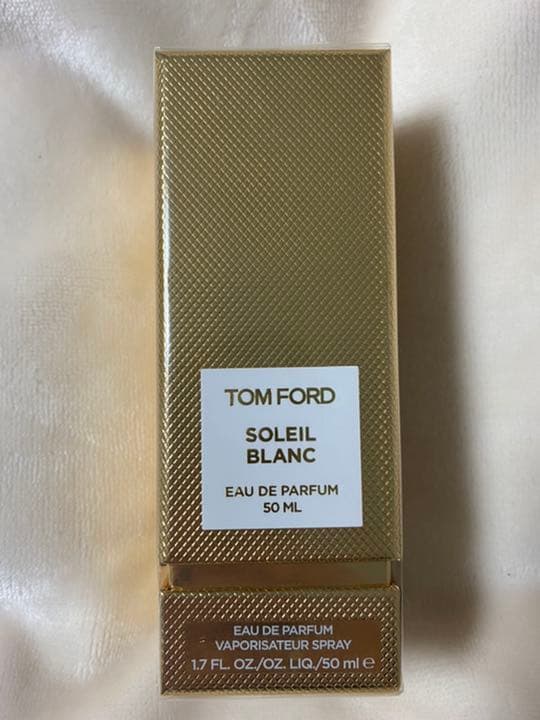 TOM FORD
SOLEIL
BLANC
EAU DE PARFUM
50 ML
EAU DE PARFUM
VAPORISATEUR SPRAY
1.7 FL. OZ./OZ. LIQ./50 ml ℮